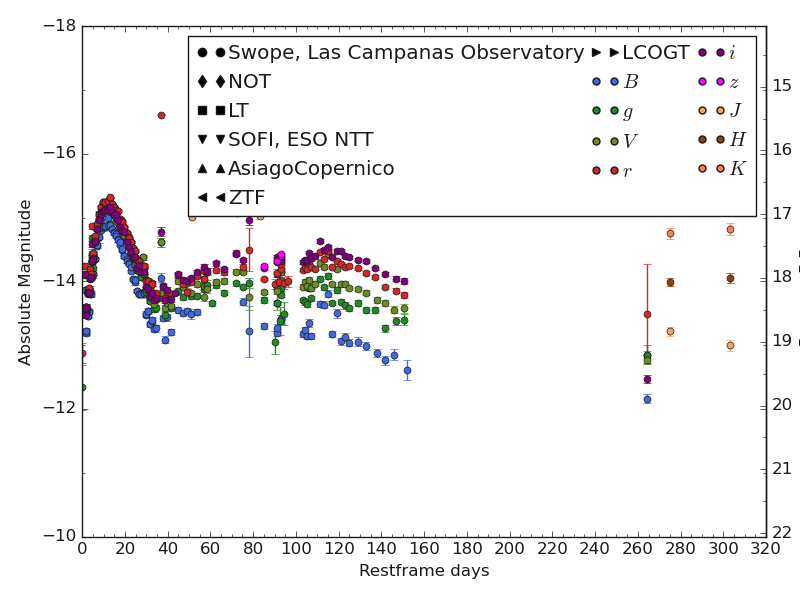 −18
−16
−14
−12
−10
Absolute Magnitude
Swope, Las Campanas Observatory
NOT
LT
SOFI, ESO NTT
AsiagoCopernico
ZTF
LCOGT
B
g
V
r
i
z
J
H
K
15
16
17
18
19
20
21
22
0 20 40 60 80 100 120 140 160 180 200 220 240 260 280 300 320
Restframe days